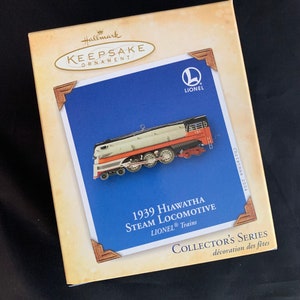 Hallmark
KEEPSAKE
ORNAMENT
L
LIONEL
1939 HIAWATHA
STEAM LOCOMOTIVE
LIONEL® Trains
COLLECTOR'S SERIES
décoration des fêtes